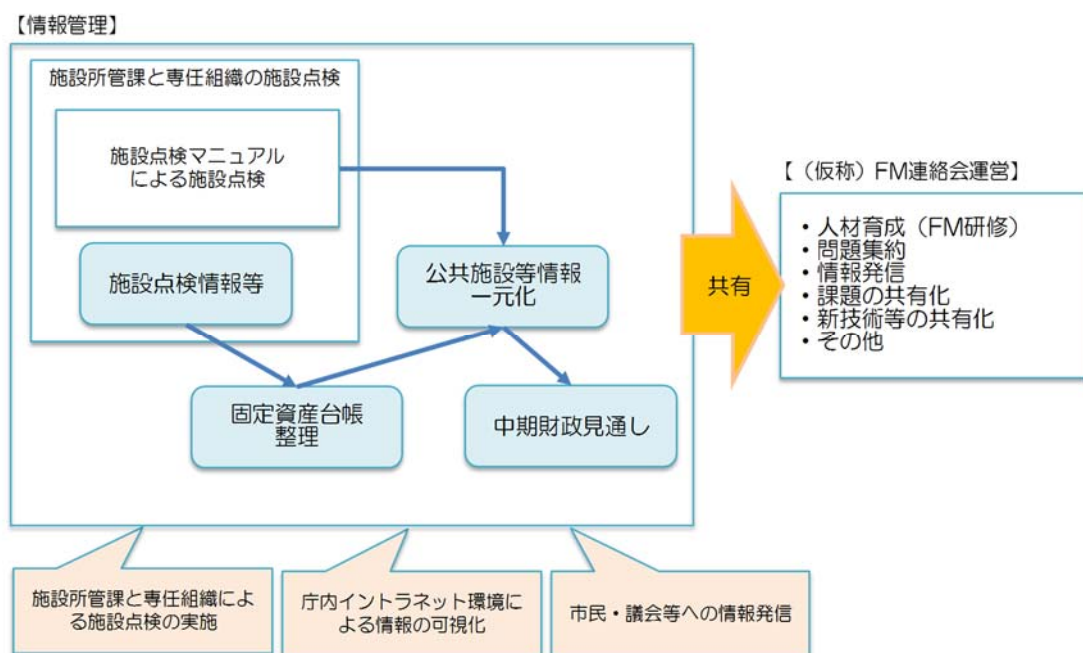 【情報管理】
施設所管課と専任組織の施設点検
施設点検マニュアル
による施設点検
施設点検情報等
公共施設等情報
一元化
固定資産台帳
整理
中期財政見通し
共有
【（仮称）FM連絡会運営】
・人材育成（FM研修）
・問題集約
・情報発信
・課題の共有化
・新技術等の共有化
・その他
施設所管課と専任組織によ
る施設点検の実施
庁内イントラネット環境に
よる情報の可視化
市民・議会等への情報発信